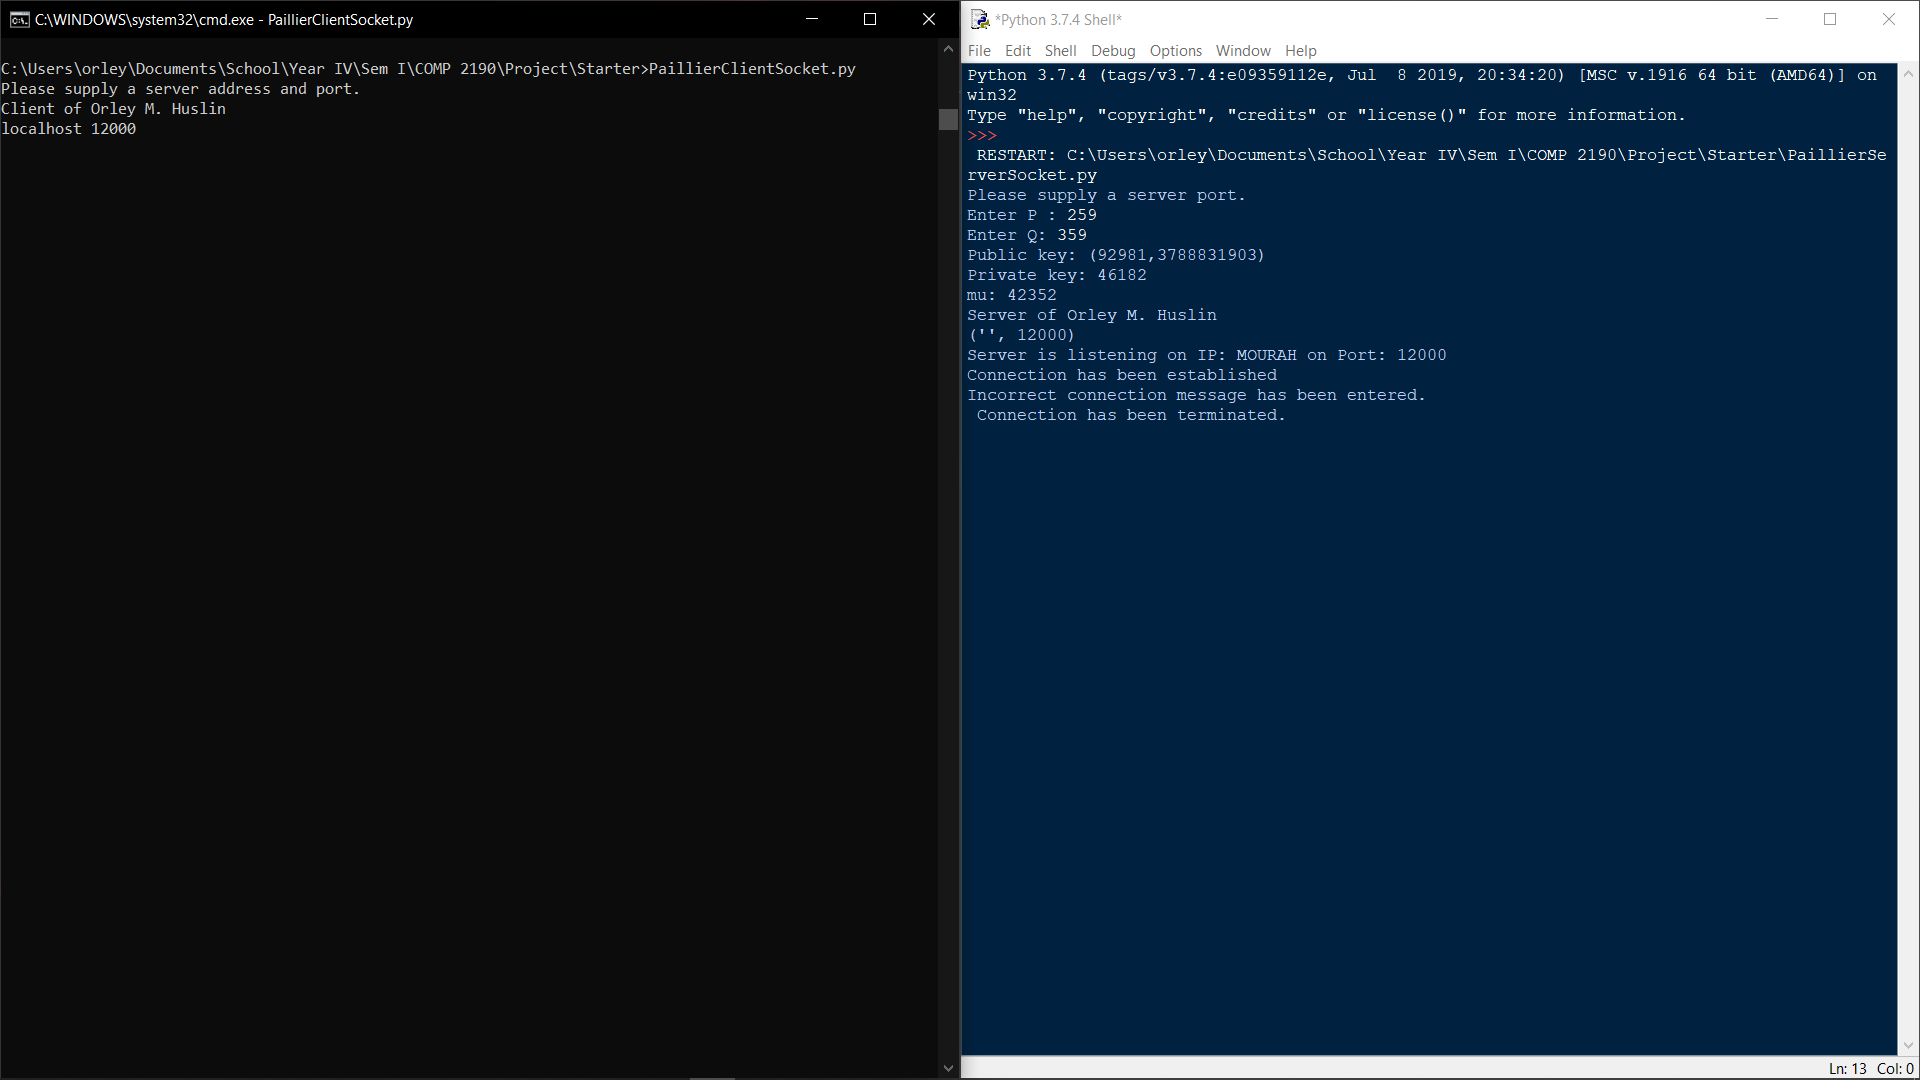 C:\WINDOWS\system32\cmd.exe - PaillierClientSocket.py
C:\Users\orley\Documents\School\Year IV\Sem I\COMP 2190\Project\Starter>PaillierClientSocket.py
Please supply a server address and port.
Client of Orley M. Huslin
localhost 12000
*Python 3.7.4 Shell*
File Edit Shell Debug Options Window Help
Python 3.7.4 (tags/v3.7.4:e09359112e, Jul  8 2019, 20:34:20) [MSC v.1916 64 bit (AMD64)] on
win32
Type "help", "copyright", "credits" or "license()" for more information.
>>>
 RESTART: C:\Users\orley\Documents\School\Year IV\Sem I\COMP 2190\Project\Starter\PaillierSe
rverSocket.py
Please supply a server port.
Enter P : 259
Enter Q: 359
Public key: (92981,3788831903)
Private key: 46182
mu: 42352
Server of Orley M. Huslin
('', 12000)
Server is listening on IP: MOURAH on Port: 12000
Connection has been established
Incorrect connection message has been entered.
 Connection has been terminated.
Ln: 13 Col: 0